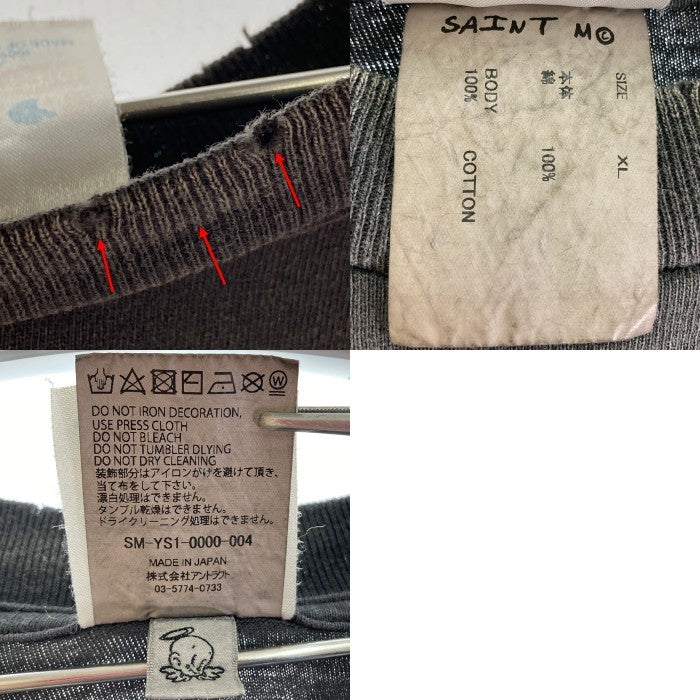 MADE OF
SAINT M©
SIZE XL
本体 綿 100%
BODY
100% COTTON
W
DO NOT IRON DECORATION,
USE PRESS CLOTH
DO NOT BLEACH
DO NOT TUMBLER DLYING
DO NOT DRY CLEANING
装飾部分はアイロンがけを避けて頂き、
当て布をして下さい。
漂白処理はできません。
タンブル乾燥はできません。
ドライクリーニング処理はできません。
SM-YS1-0000-004
MADE IN JAPAN
株式会社アントラクト
03-5774-0733